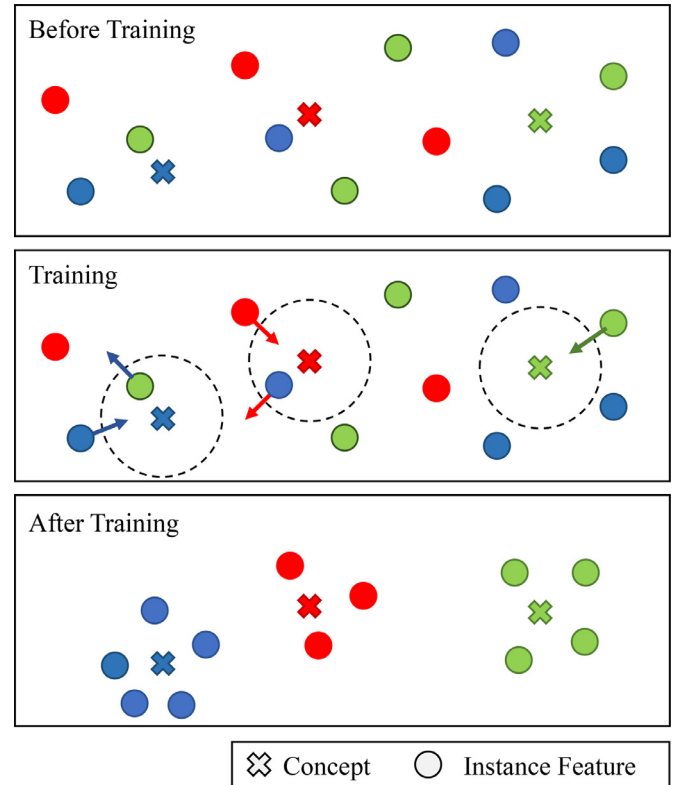 Before Training
Training
After Training
Concept
Instance Feature